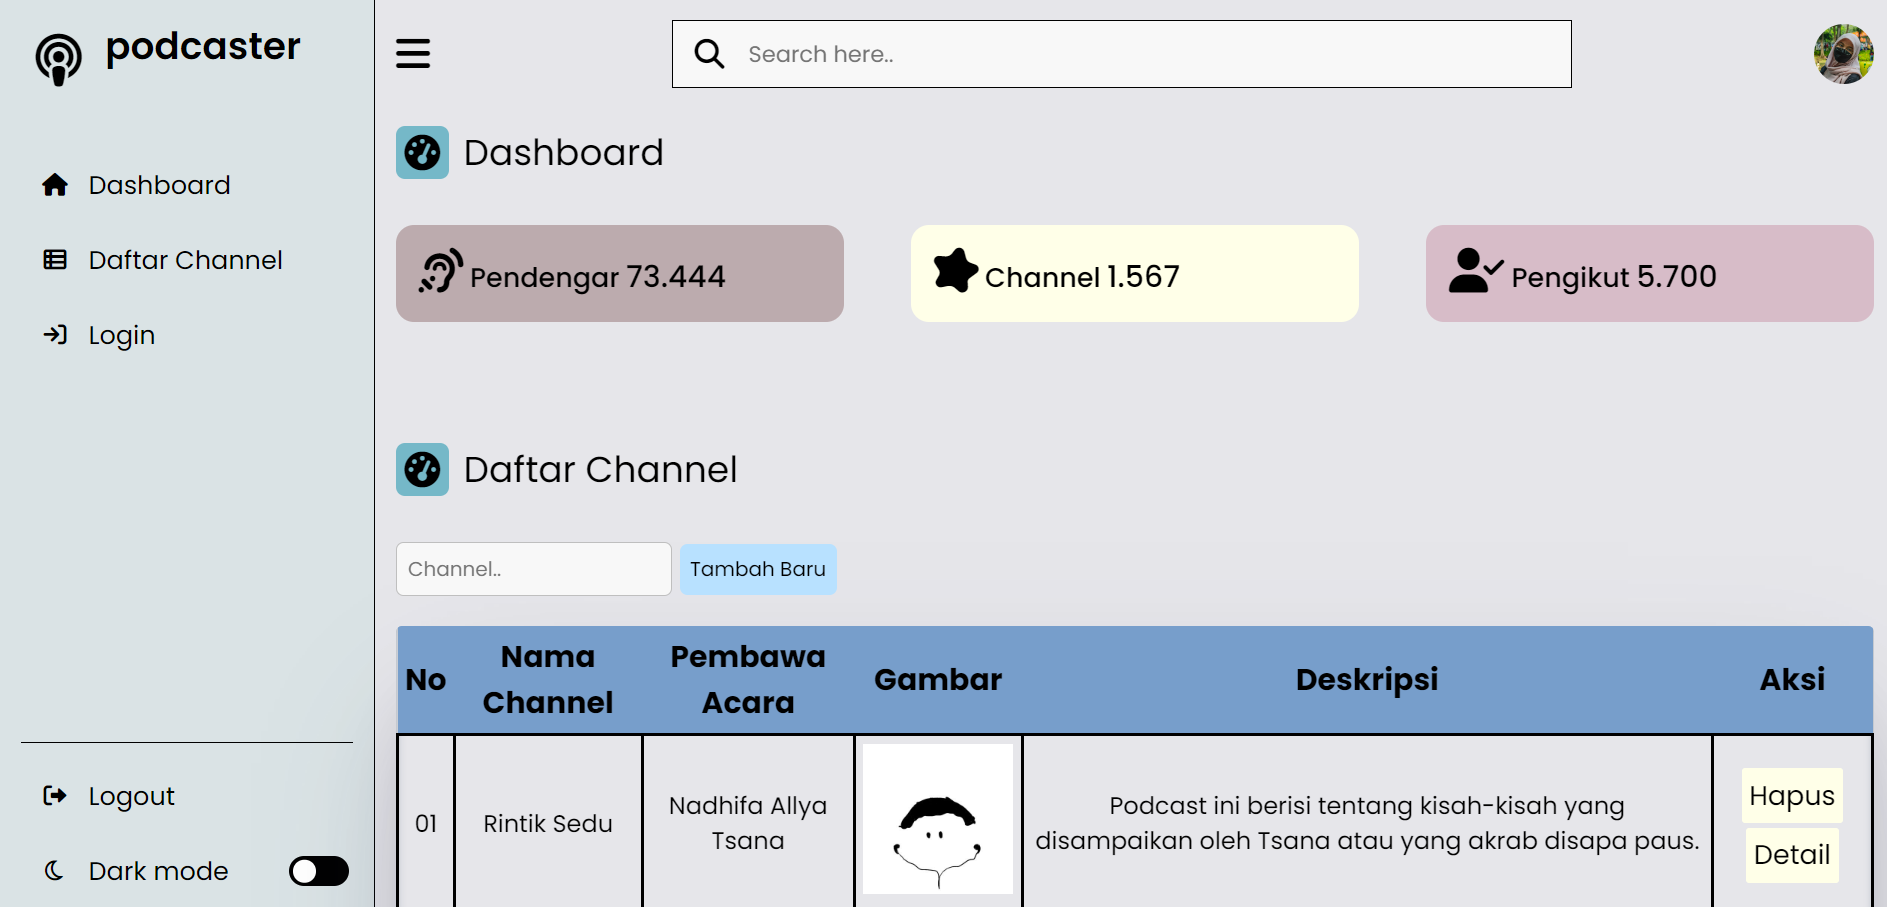 podcaster
Search here..
Dashboard
Daftar Channel
Login
Logout
Dark mode
Dashboard
Pendengar 73.444
Channel 1.567
Pengikut 5.700
Daftar Channel
Channel..
Tambah Baru
No
Nama
Channel
Pembawa
Acara
Gambar
Deskripsi
Aksi
01
Rintik Sedu
Nadhifa Allya
Tsana
Podcast ini berisi tentang kisah-kisah yang
disampaikan oleh Tsana atau yang akrab disapa paus.
Hapus
Detail